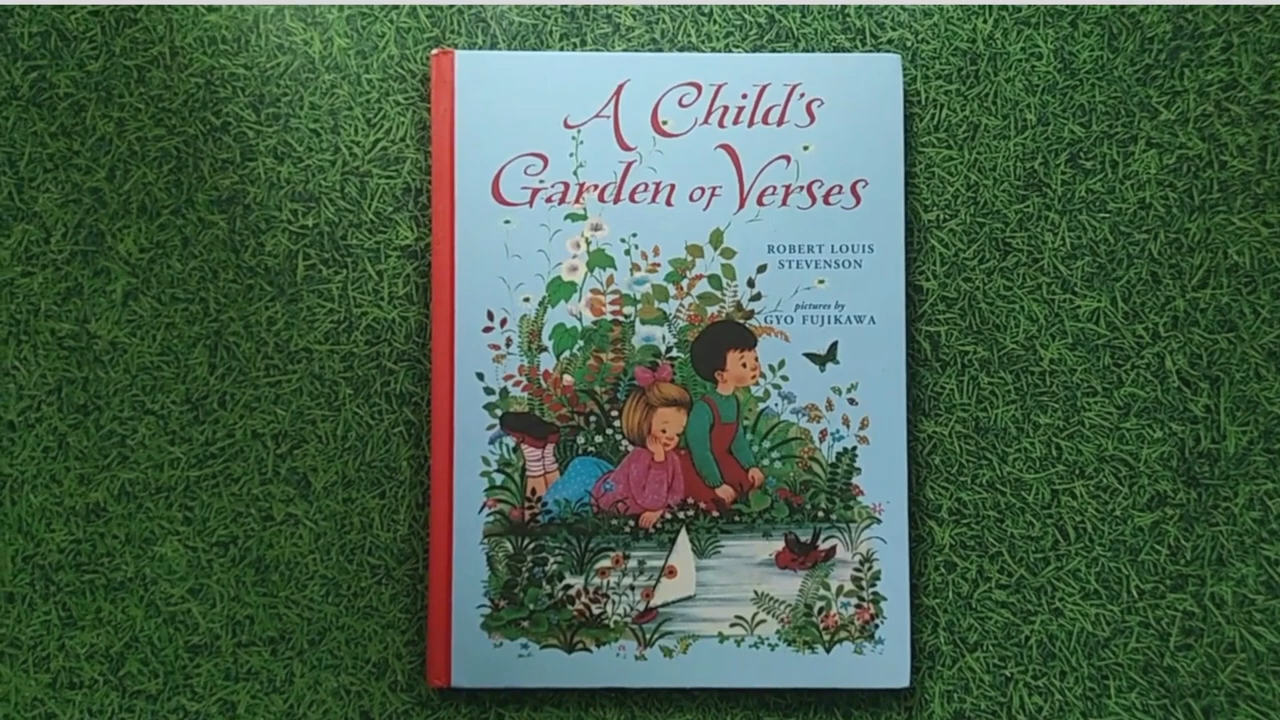 A Child's
Garden of Verses
ROBERT LOUIS
STEVENSON
pictures by
GYO FUJIKAWA